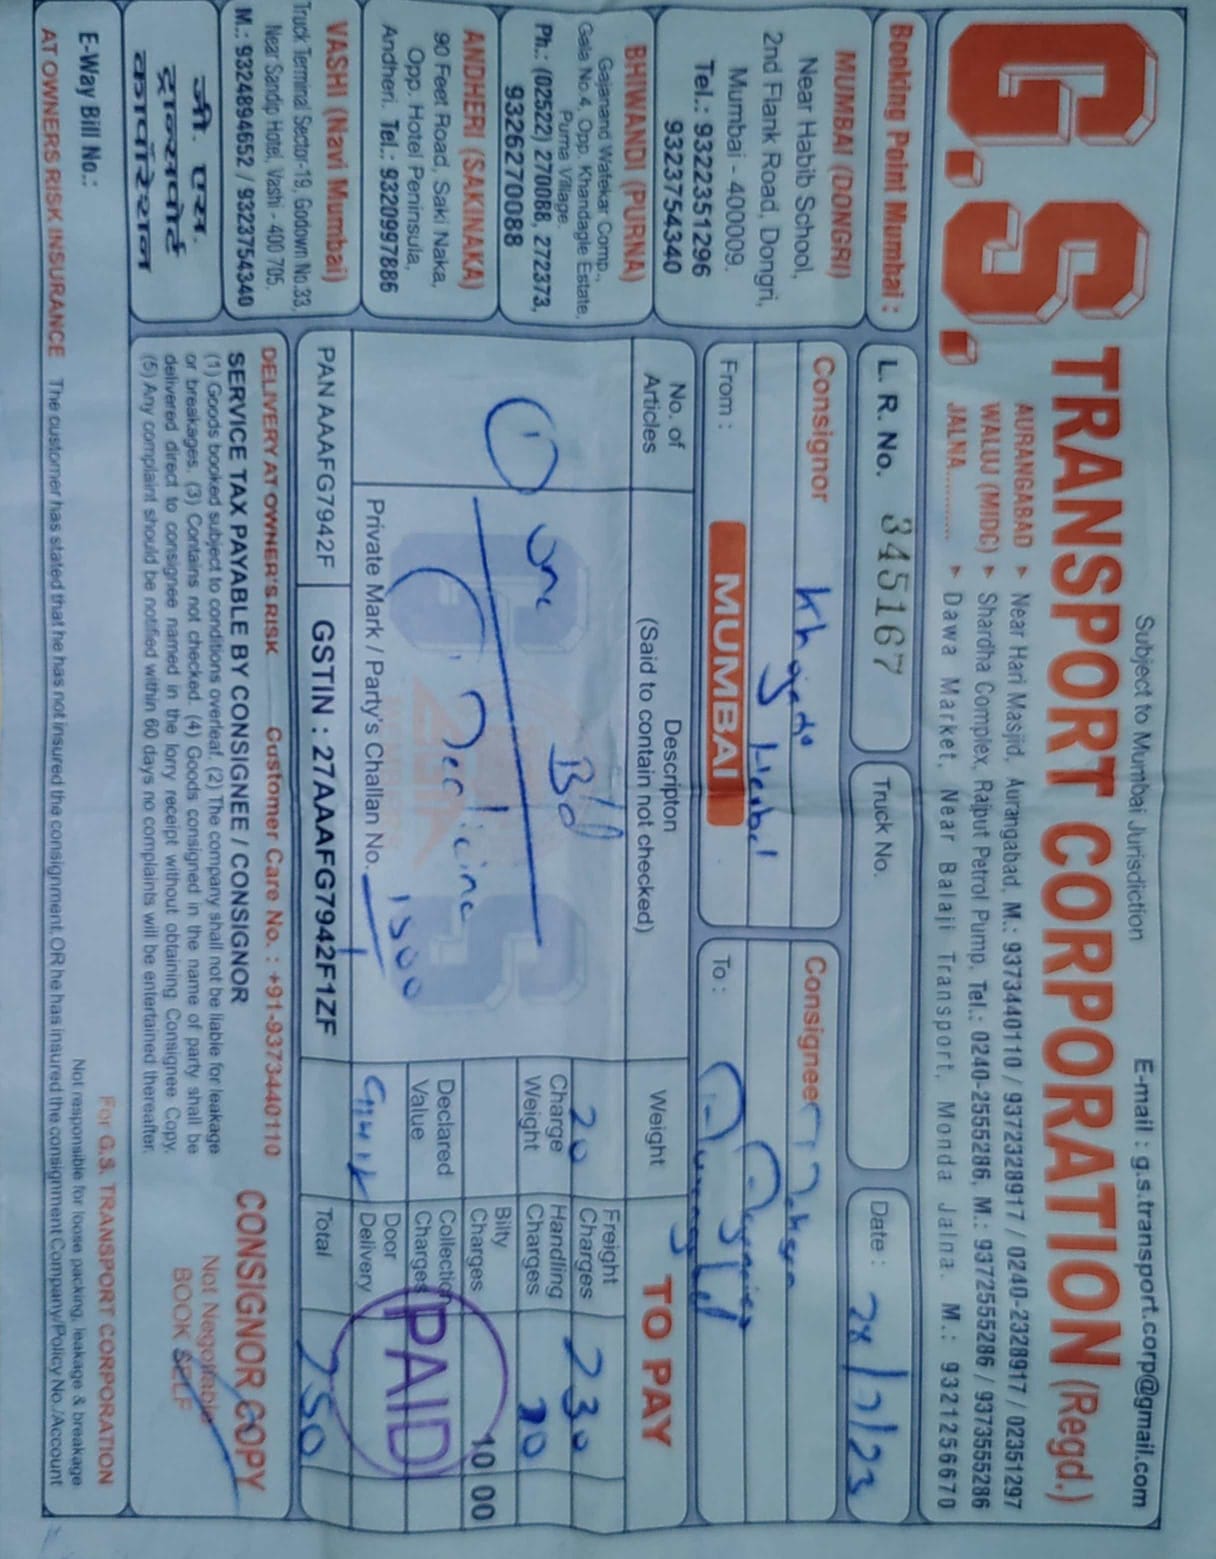 Subject to Mumbai Jurisdiction
E-mail : g.s.transport.corp@gmail.com
G.S. TRANSPORT CORPORATION (Regd.)
AURANGABAD ► Near Hari Masjid, Aurangabad, M.: 9373440110 / 9372328917 / 0240-2328917 / 02351297
WALUJ (MIDC) ► Shardha Complex, Rajput Petrol Pump, Tel.: 0240-2555286, M.: 9372555286 / 9373555286
JALNA.......... ► Dawa Market, Near Balaji Transport, Monda Jalna. M.: 9321256670
Booking Point Mumbai :
L. R. No. 345167
Truck No.
Date : 28/7/23
MUMBAI (DONGRI)
Near Habib School,
2nd Flank Road, Dongri,
Mumbai - 400009.
Tel.: 9322351296
9323754340
BHIWANDI (PURNA)
Gajanand Watekar Comp.,
Gala No.4, Opp. Khandagle Estate,
Purna Village.
Ph.: (02522) 270088, 272373,
9326270088
ANDHERI (SAKINAKA)
90 Feet Road, Saki Naka,
Opp. Hotel Peninsula,
Andheri. Tel.: 9320997886
VASHI (Navi Mumbai)
Truck Terminal Sector-19, Godown No.33,
Near Sandip Hotel, Vashi - 400 705.
M.: 9324894652 / 9322754340
जी. एस.
ट्रान्सपोर्ट
कार्पोरेशन
Consignor
Herbal
From :
MUMBAI
Consignee
To :
No. of
Articles
Descripton
(Said to contain not checked)
Weight
TO PAY
One
Medicine
1500
Private Mark / Party's Challan No.
20
Charge
Weight
Declared
Value
Freight
Charges
230
Handling
Charges
10
Bilty
Charges
10 00
Collection
Charges
Door
Delivery
PAID
Total
250
PAN AAAFG7942F
GSTIN : 27AAAFG7942F1ZF
DELIVERY AT OWNER'S RISK
Customer Care No. : +91-9373440110
SERVICE TAX PAYABLE BY CONSIGNEE / CONSIGNOR
(1) Goods booked subject to conditions overleaf. (2) The company shall not be liable for leakage
or breakages. (3) Contains not checked. (4) Goods consigned in the name of party shall be
delivered direct to consignee named in the lorry receipt without obtaining Consignee Copy.
(5) Any complaint should be notified within 60 days no complaints will be entertained thereafter.
CONSIGNOR COPY
Not Negotiable
BOOK SELF
E-Way Bill No.:
For G.S. TRANSPORT CORPORATION
Not responsible for loose packing, leakage & breakage
AT OWNERS RISK INSURANCE The customer has stated that he has not insured the consignment. OR he has insured the consignment Company/Policy No./Account